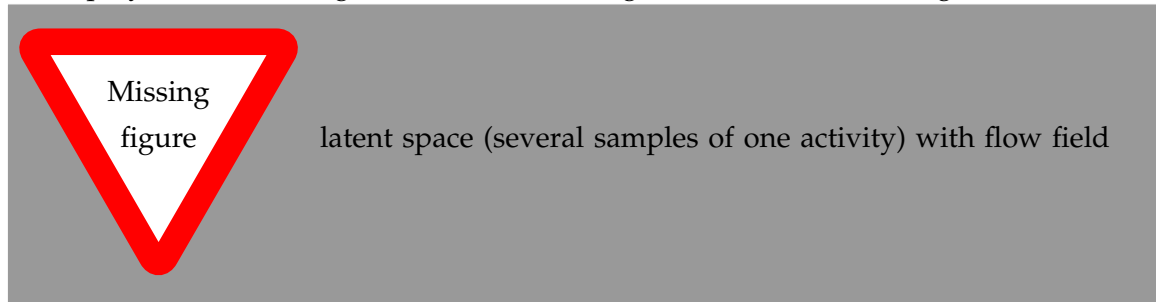 Missing
figure
latent space (several samples of one activity) with flow field